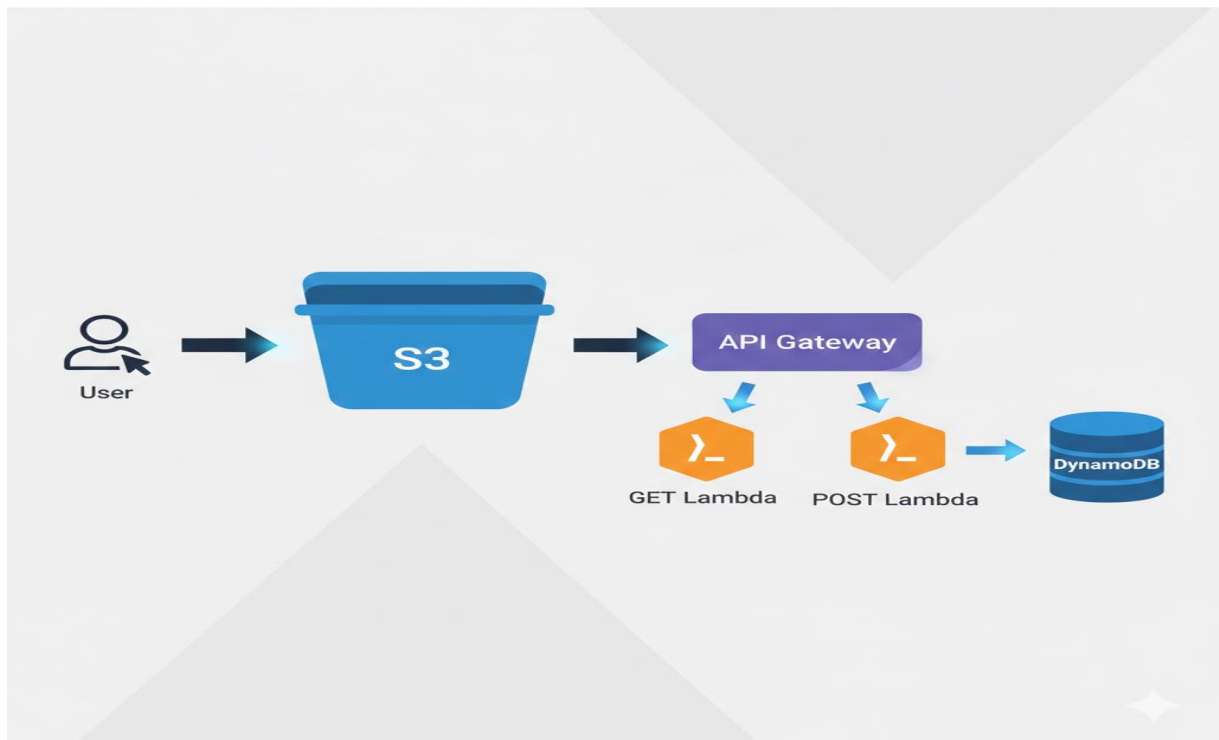 User
S3
API Gateway
GET Lambda
POST Lambda
DynamoDB